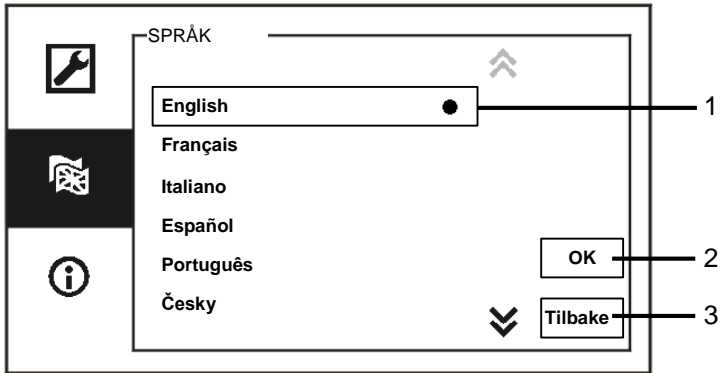 SPRÅK
English
1
Français
Italiano
Español
Português
OK
2
Česky
Tilbake
3